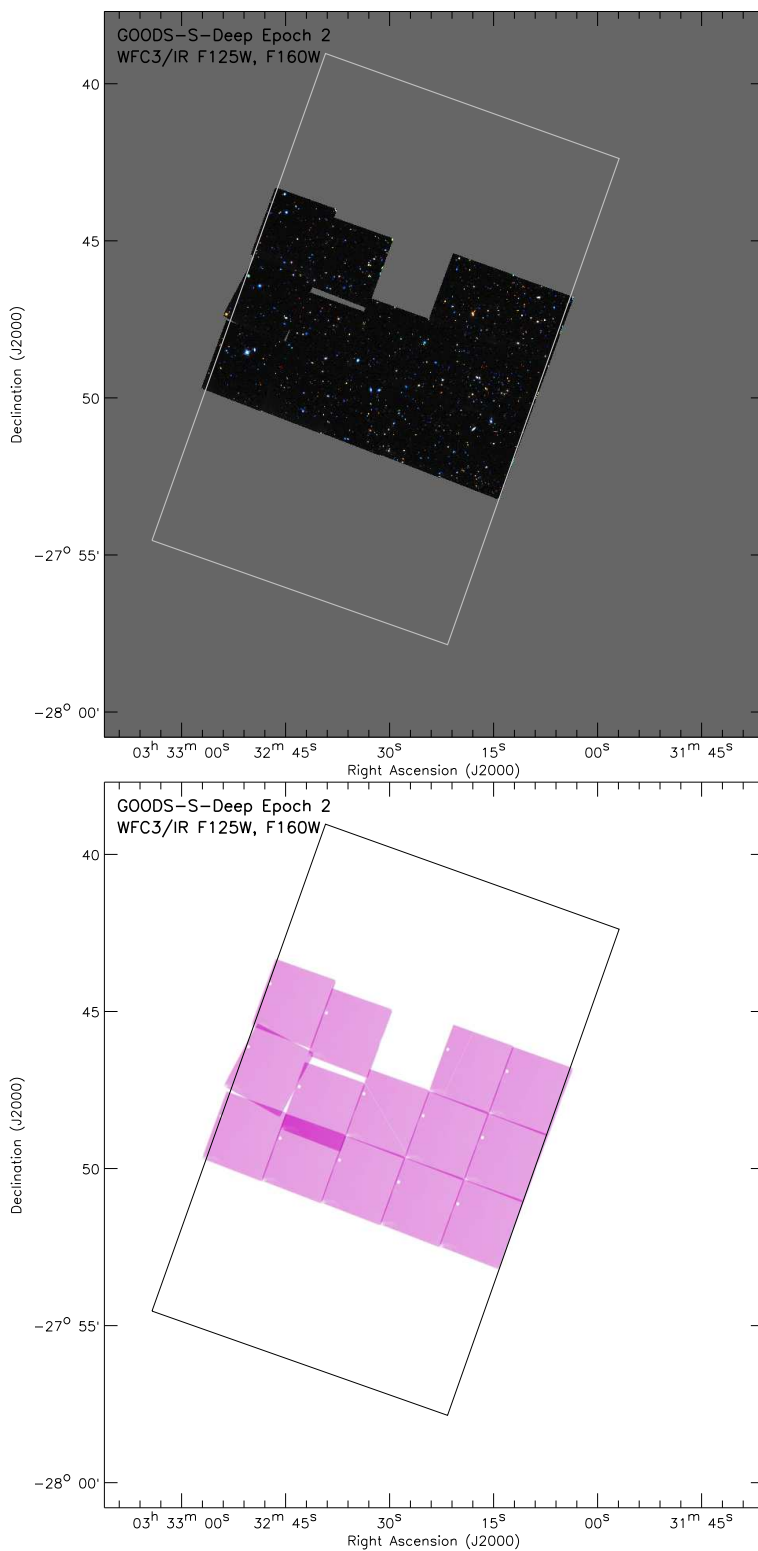 GOODS-S-Deep Epoch 2
WFC3/IR F125W, F160W
40
45
50
-27° 55'
-28° 00'
Declination (J2000)
03h 33m 00s 32m 45s 30s 15s 00s 31m 45s
Right Ascension (J2000)
GOODS-S-Deep Epoch 2
WFC3/IR F125W, F160W
40
45
50
-27° 55'
-28° 00'
Declination (J2000)
03h 33m 00s 32m 45s 30s 15s 00s 31m 45s
Right Ascension (J2000)